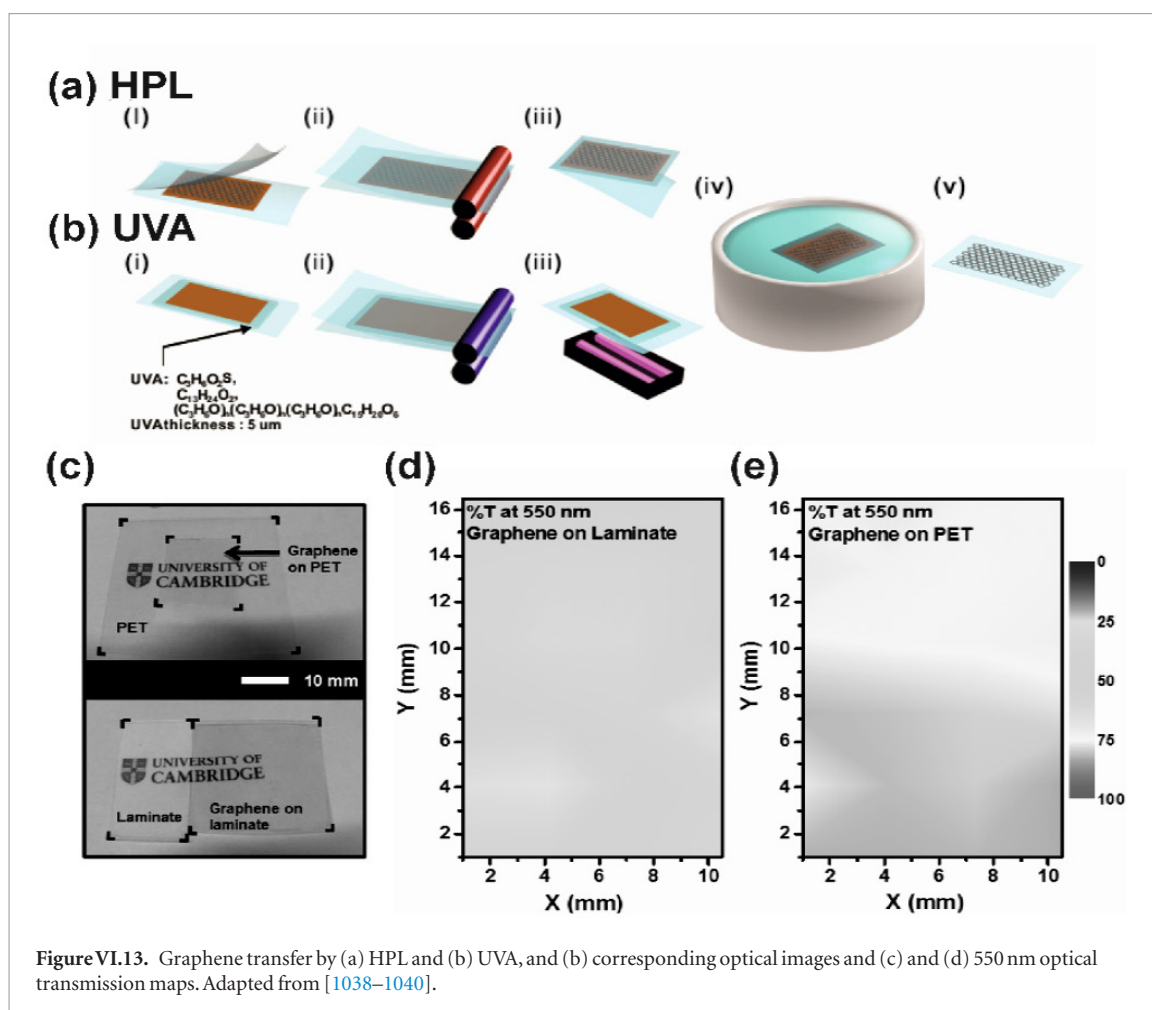 (a) HPL
(I)
(ii)
(iii)
(iv)
(v)
(b) UVA
(i)
(ii)
(iii)
UVA: C₃H₆O₂S,
C₁₃H₂₄O₂,
(C₃H₆O)ₙ(C₃H₆O)ₙ(C₃H₆O)ₙC₁₅H₂₀O₆
UVAthickness : 5 um
(c)
Graphene
on PET
UNIVERSITY OF
CAMBRIDGE
PET
10 mm
UNIVERSITY OF
CAMBRIDGE
Laminate
Graphene on
laminate
(d)
%T at 550 nm
Graphene on Laminate
16
14
12
10
8
6
4
2
Y (mm)
2 4 6 8 10
X (mm)
(e)
%T at 550 nm
Graphene on PET
16
14
12
10
8
6
4
2
Y (mm)
2 4 6 8 10
X (mm)
0
25
50
75
100
Figure VI.13. Graphene transfer by (a) HPL and (b) UVA, and (b) corresponding optical images and (c) and (d) 550 nm optical
transmission maps. Adapted from [1038–1040].